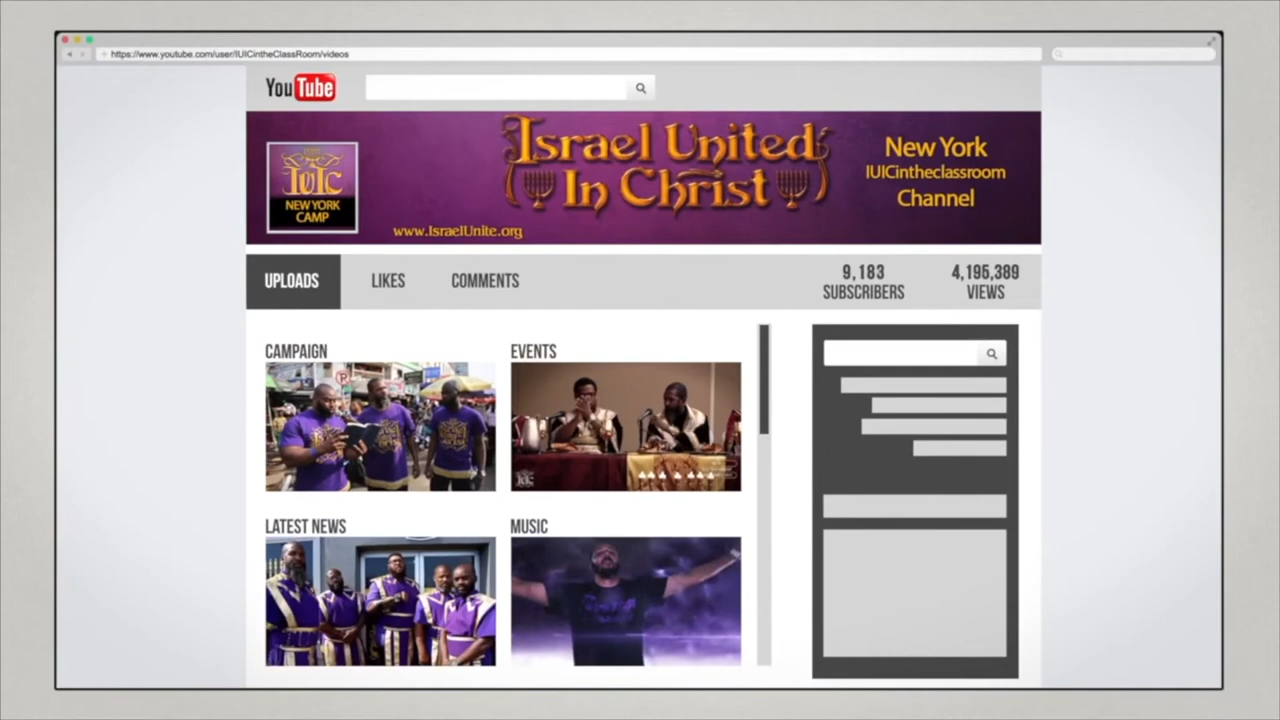 https://www.youtube.com/user/IUICintheClassRoom/videos
YouTube
IUIC
NEW YORK
CAMP
www.IsraelUnite.org
Israel United
In Christ
New York
IUICintheclassroom
Channel
UPLOADS
LIKES
COMMENTS
9,183
SUBSCRIBERS
4,195,389
VIEWS
CAMPAIGN
EVENTS
IUIC
LATEST NEWS
MUSIC